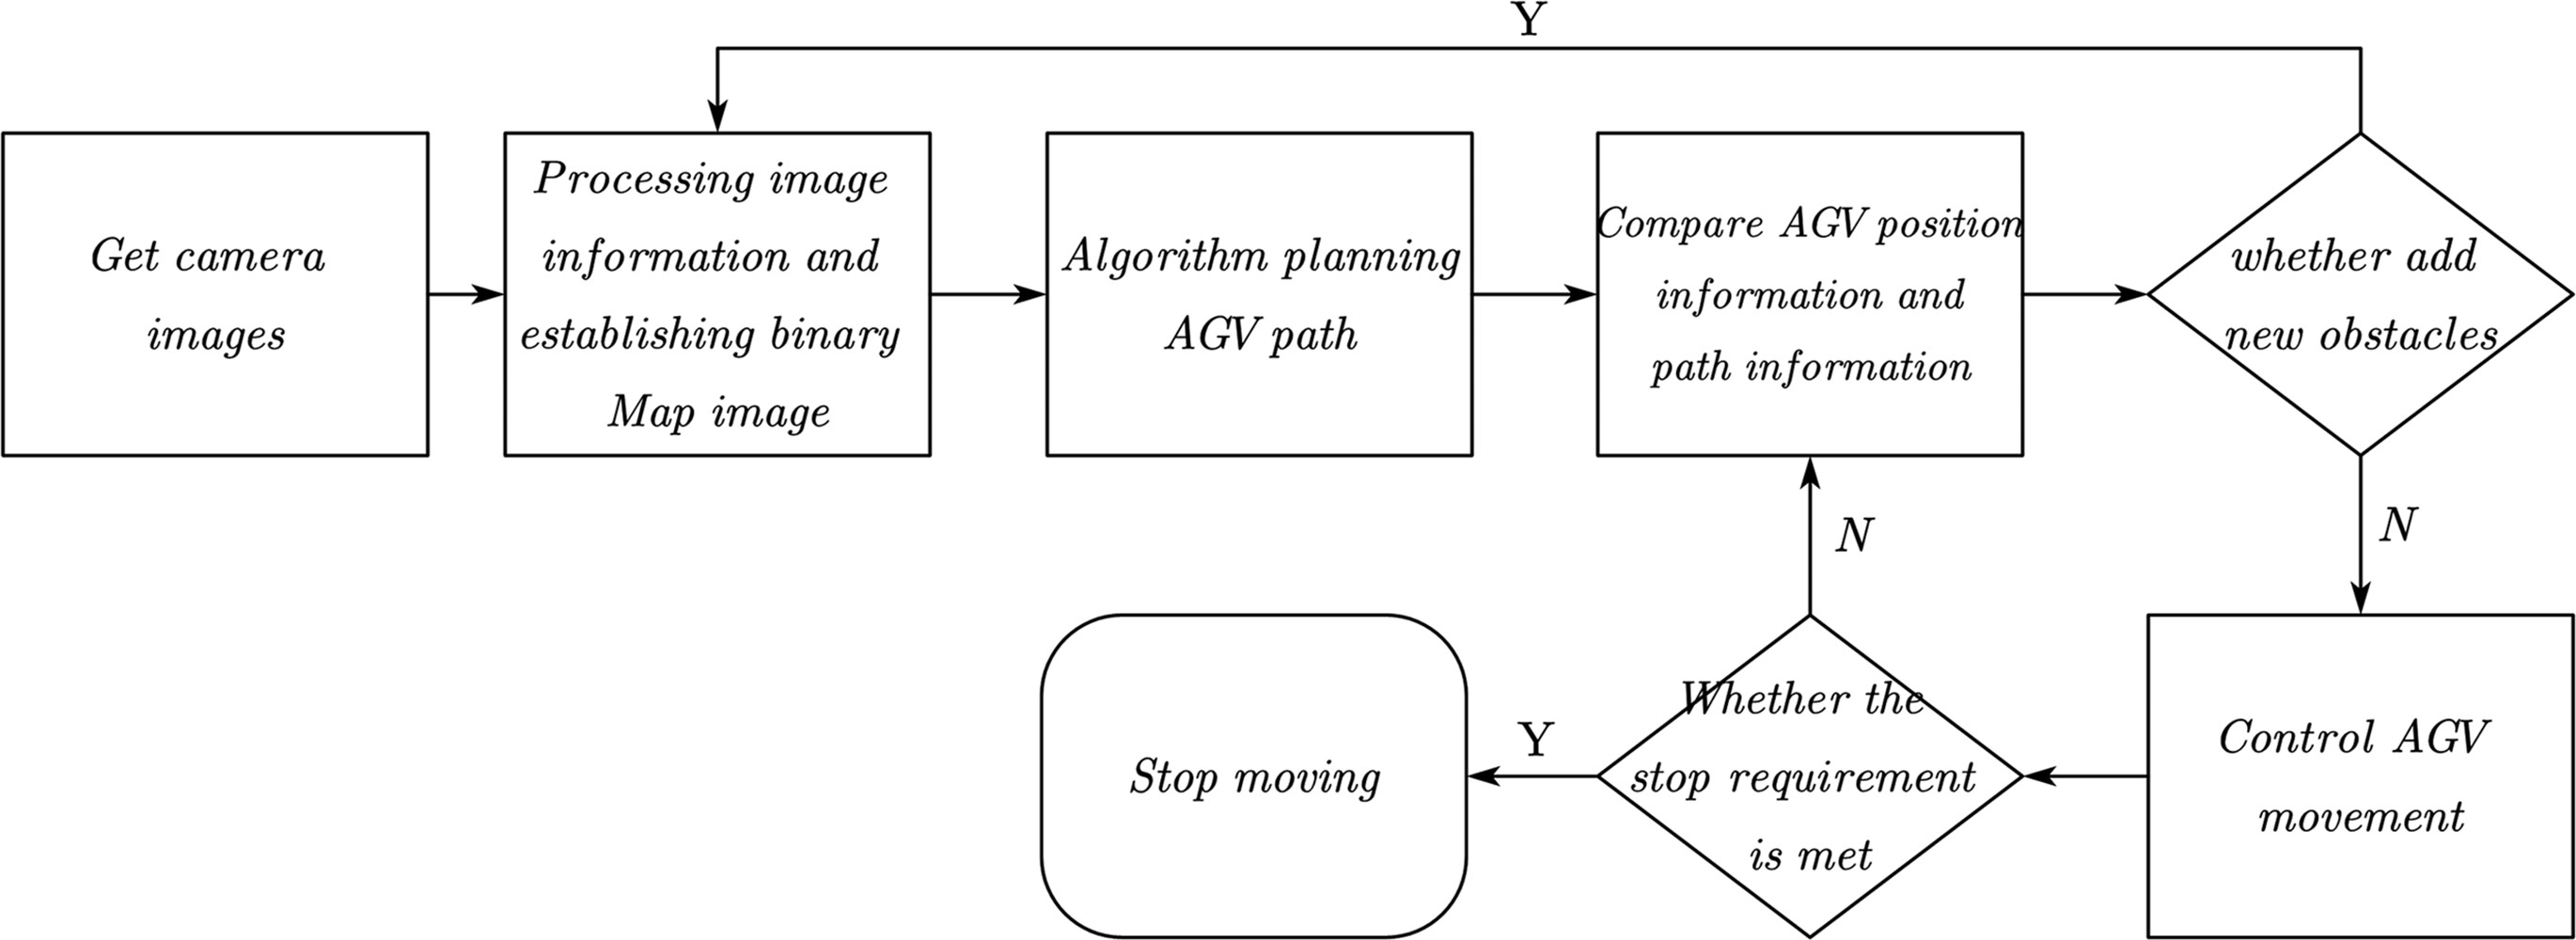 Y
Get camera
images
Processing image
information and
establishing binary
Map image
Algorithm planning
AGV path
Compare AGV position
information and
path information
whether add
new obstacles
N
N
Stop moving
Y
Whether the
stop requirement
is met
Control AGV
movement